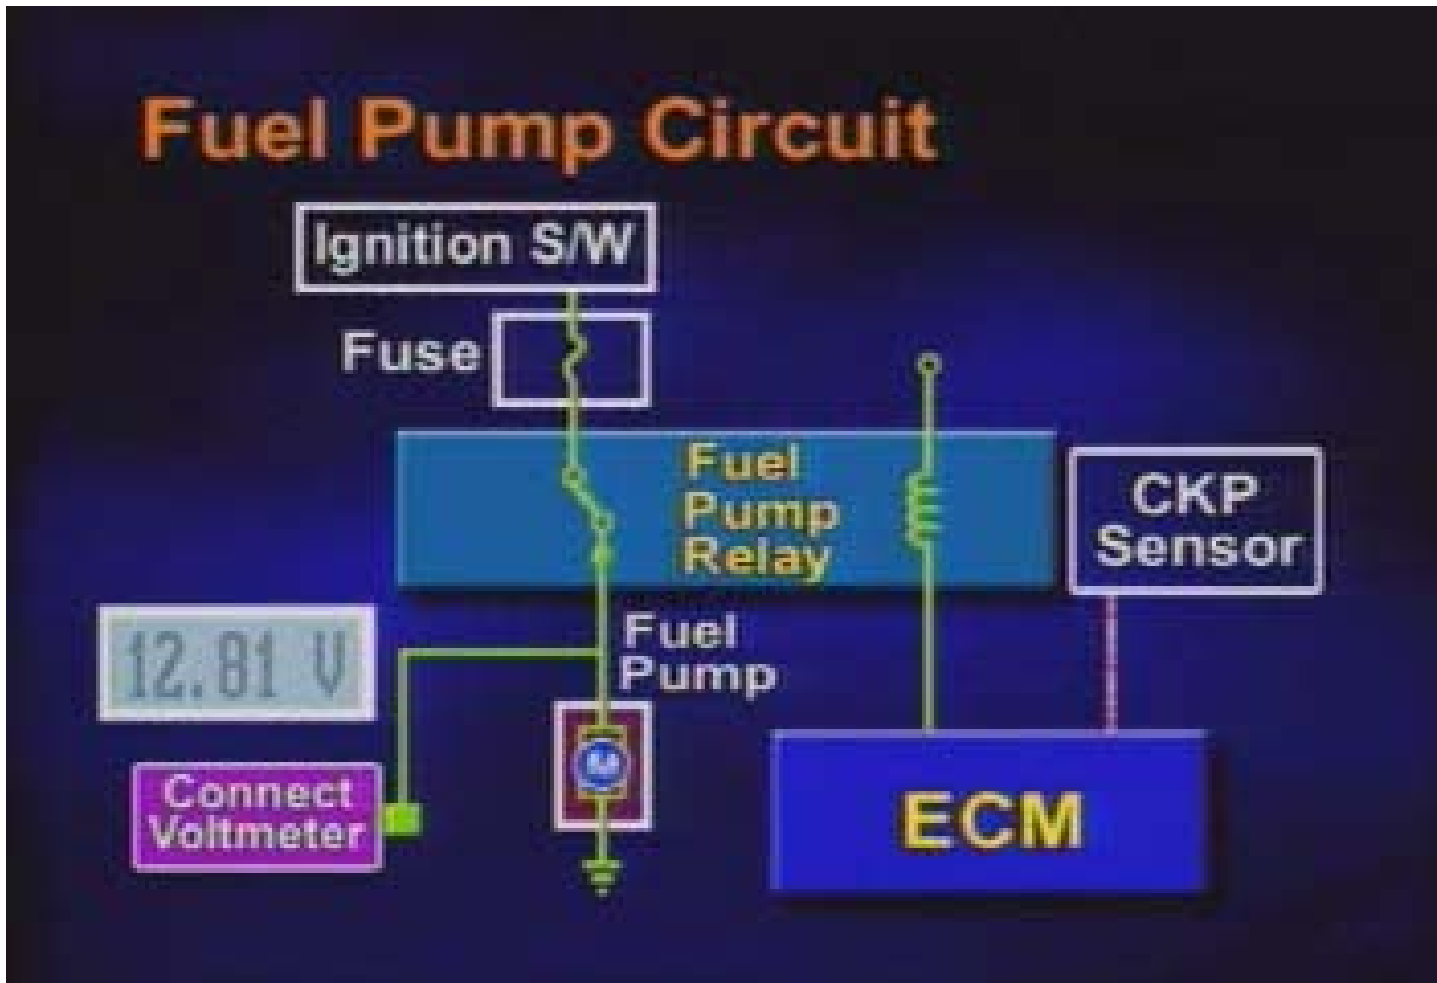 Fuel Pump Circuit
Ignition S/W
Fuse
Fuel
Pump
Relay
CKP
Sensor
12.81 V
Fuel
Pump
M
Connect
Voltmeter
ECM